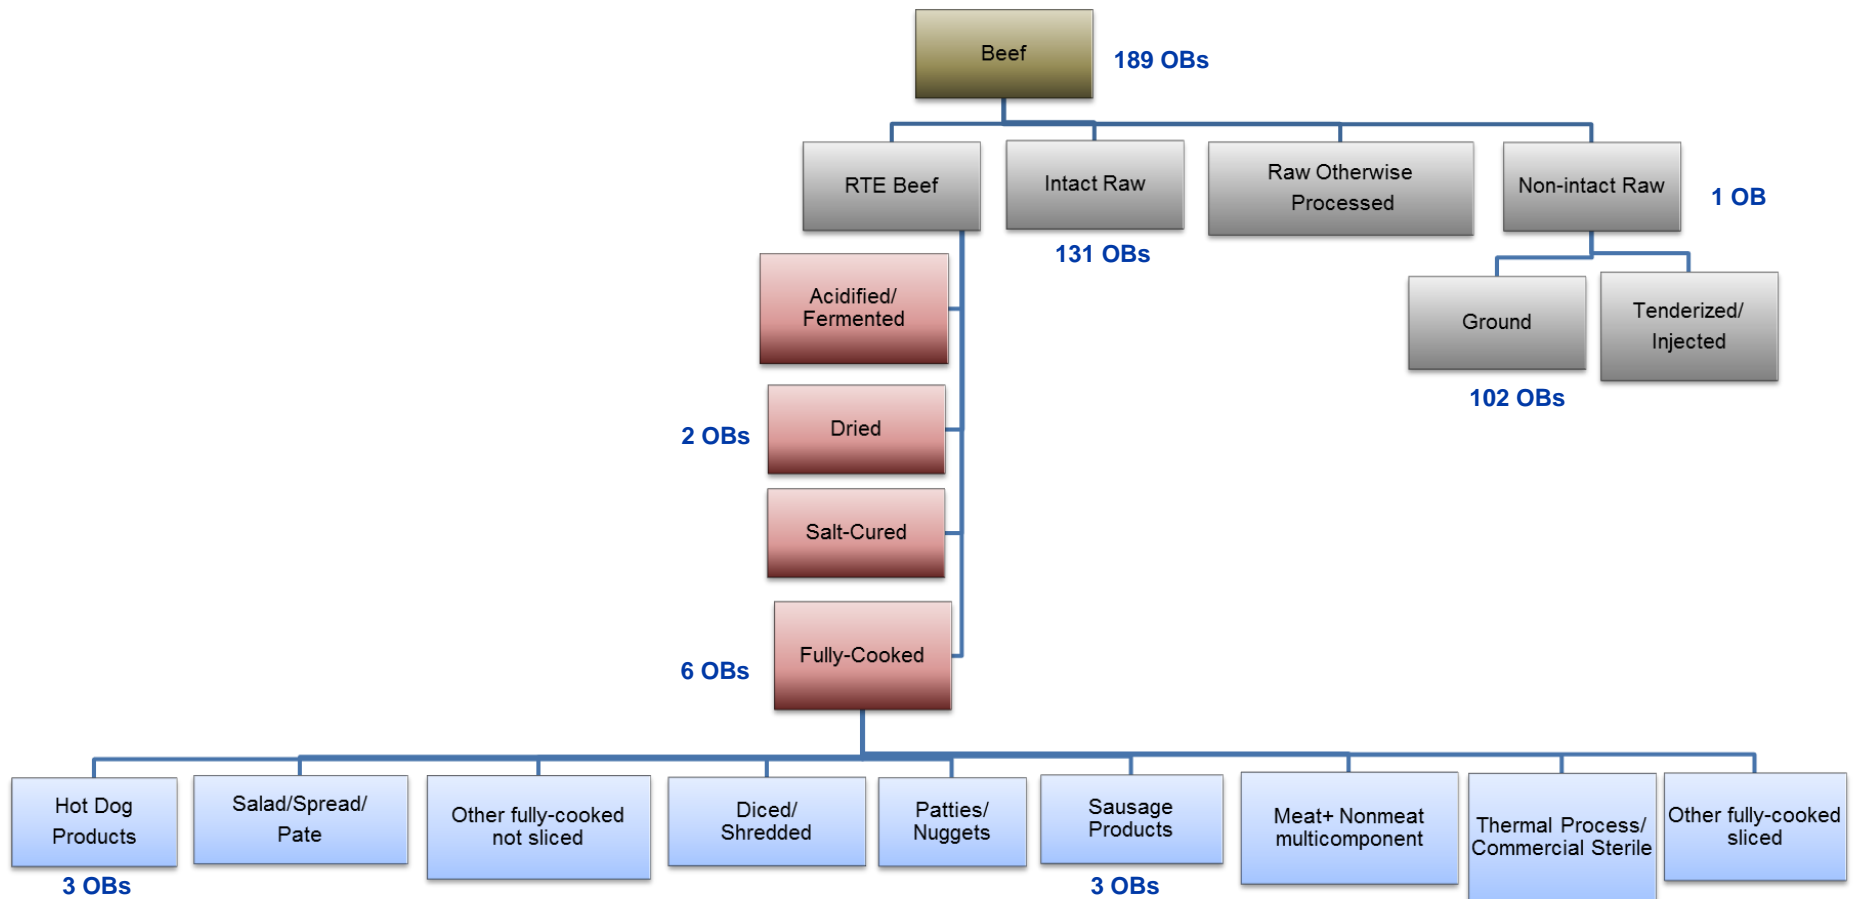 Beef
189 OBs
RTE Beef
Intact Raw
Raw Otherwise
Processed
Non-intact Raw
1 OB
131 OBs
Acidified/
Fermented
Ground
Tenderized/
Injected
102 OBs
2 OBs
Dried
Salt-Cured
6 OBs
Fully-Cooked
Hot Dog
Products
3 OBs
Salad/Spread/
Pate
Other fully-cooked
not sliced
Diced/
Shredded
Patties/
Nuggets
Sausage
Products
3 OBs
Meat+ Nonmeat
multicomponent
Thermal Process/
Commercial Sterile
Other fully-cooked
sliced